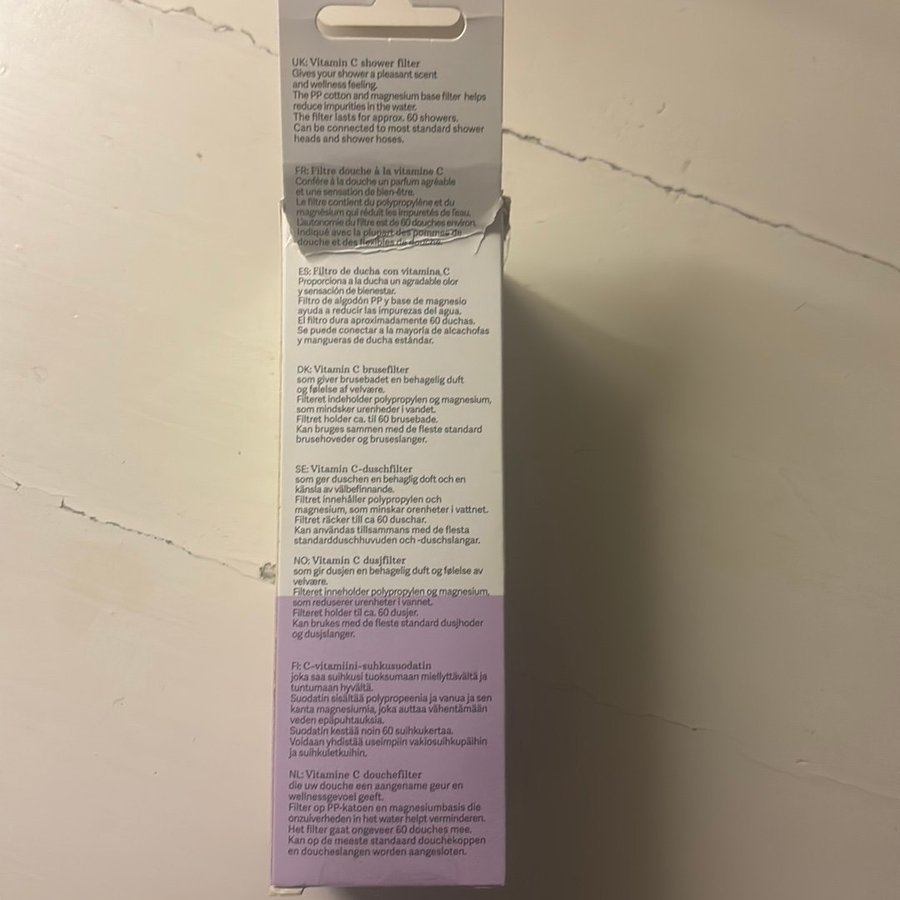 UK: Vitamin C shower filter
Gives your shower a pleasant scent
and wellness feeling.
The PP cotton and magnesium base filter helps
reduce impurities in the water.
The filter lasts for approx. 60 showers.
Can be connected to most standard shower
heads and shower hoses.
FR: Filtre douche à la vitamine C
Confère à la douche un parfum agréable
et une sensation de bien-être.
Le filtre contient du polypropylène et du
magnésium qui réduit les impuretés de l'eau.
L'autonomie du filtre est de 60 douches environ.
Indiqué avec la plupart des pommes de
douche et des flexibles de douche.
ES: Filtro de ducha con vitamina C
Proporciona a la ducha un agradable olor
y sensación de bienestar.
Filtro de algodón PP y base de magnesio
ayuda a reducir las impurezas del agua.
El filtro dura aproximadamente 60 duchas.
Se puede conectar a la mayoría de alcachofas
y mangueras de ducha estándar.
DK: Vitamin C brusefilter
som giver brusebadet en behagelig duft
og følelse af velvære.
Filteret indeholder polypropylen og magnesium,
som mindsker urenheder i vandet.
Filtret holder ca. til 60 brusebade.
Kan bruges sammen med de fleste standard
brusehoveder og bruseslanger.
SE: Vitamin C-duschfilter
som ger duschen en behaglig doft och en
känsla av välbefinnande.
Filtret innehåller polypropylen och
magnesium, som minskar orenheter i vattnet.
Filtret räcker till ca 60 duschar.
Kan användas tillsammans med de flesta
standardduschhuvuden och -duschslangar.
NO: Vitamin C dusjfilter
som gir dusjen en behagelig duft og følelse av
velvære.
Filteret inneholder polypropylen og magnesium,
som reduserer urenheter i vannet.
Filteret holder til ca. 60 dusjer.
Kan brukes med de fleste standard dusjhoder
og dusjslanger.
FI: C-vitamiini-suhkusuodatin
joka saa suihkusi tuoksumaan miellyttävältä ja
tuntumaan hyvältä.
Suodatin sisältää polypropeenia ja vanua ja sen
kanta magnesiumia, joka auttaa vähentämään
veden epäpuhtauksia.
Suodatin kestää noin 60 suihkukertaa.
Voidaan yhdistää useimpiin vakiosuihkupäihin
ja suihkuletkuihin.
NL: Vitamine C douchefilter
die uw douche een aangename geur en
wellnessgevoel geeft.
Filter op PP-katoen en magnesiumbasis die
onzuiverheden in het water helpt verminderen.
Het filter gaat ongeveer 60 douches mee.
Kan op de meeste standaard douchekoppen
en doucheslangen worden aangesloten.